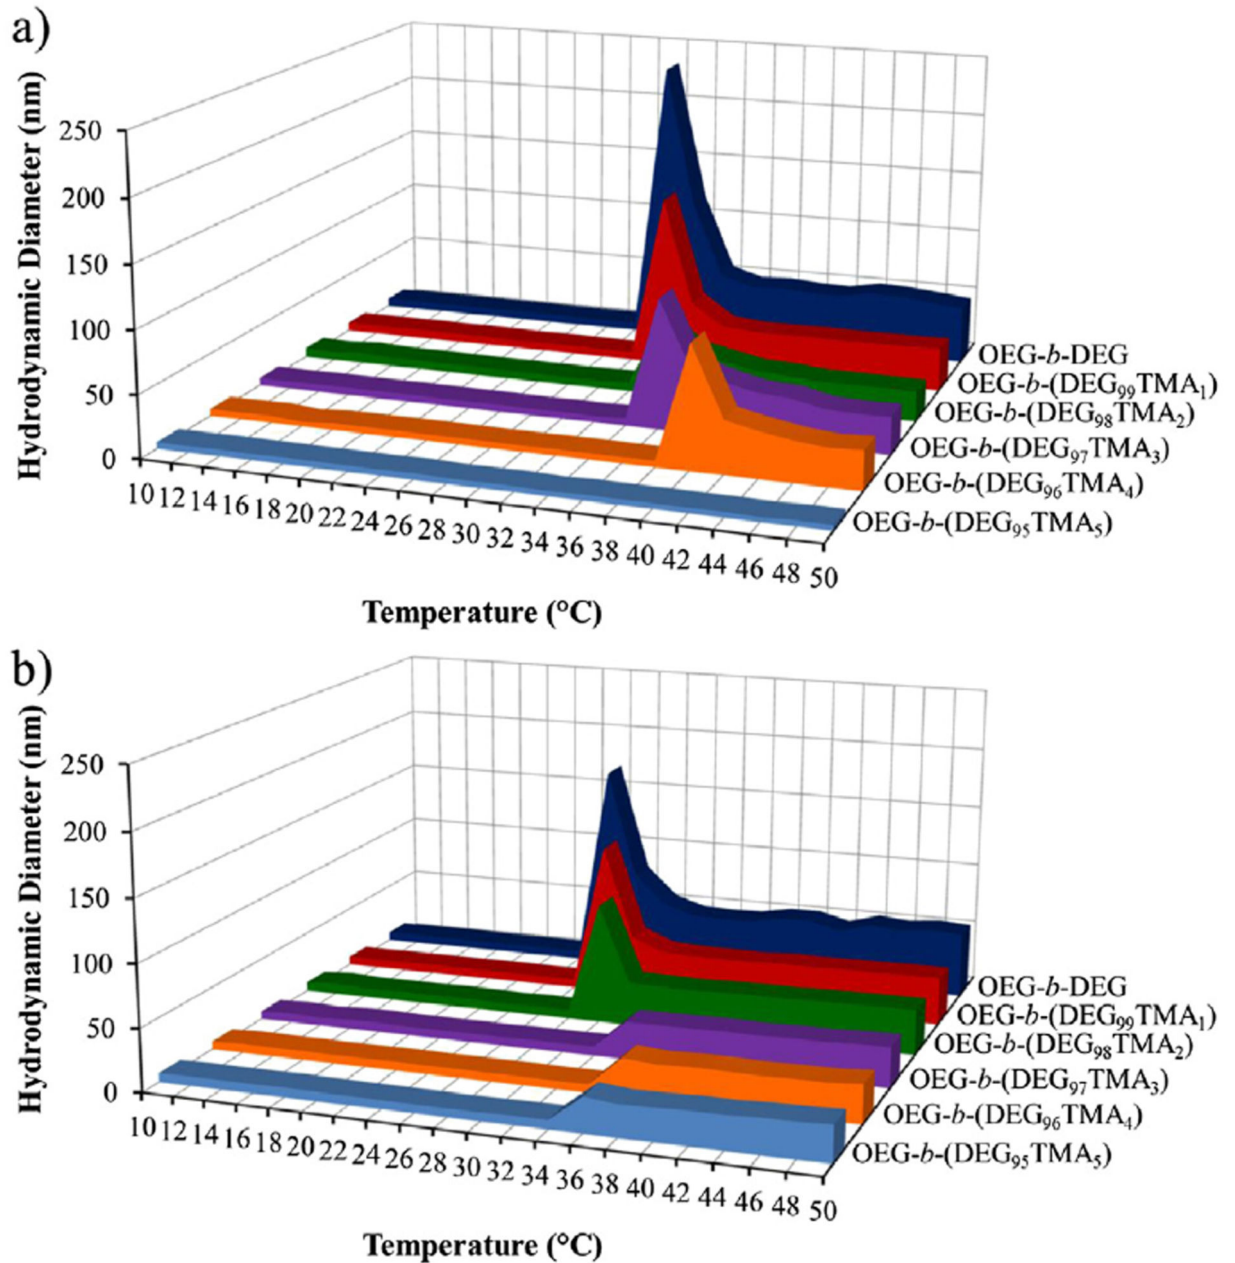 a)
Hydrodynamic Diameter (nm)
250
200
150
100
50
0
10 12 14 16 18 20 22 24 26 28 30 32 34 36 38 40 42 44 46 48 50
Temperature (°C)
OEG-b-DEG
OEG-b-(DEG₉₉TMA₁)
OEG-b-(DEG₉₈TMA₂)
OEG-b-(DEG₉₇TMA₃)
OEG-b-(DEG₉₆TMA₄)
OEG-b-(DEG₉₅TMA₅)
b)
Hydrodynamic Diameter (nm)
250
200
150
100
50
0
10 12 14 16 18 20 22 24 26 28 30 32 34 36 38 40 42 44 46 48 50
Temperature (°C)
OEG-b-DEG
OEG-b-(DEG₉₉TMA₁)
OEG-b-(DEG₉₈TMA₂)
OEG-b-(DEG₉₇TMA₃)
OEG-b-(DEG₉₆TMA₄)
OEG-b-(DEG₉₅TMA₅)